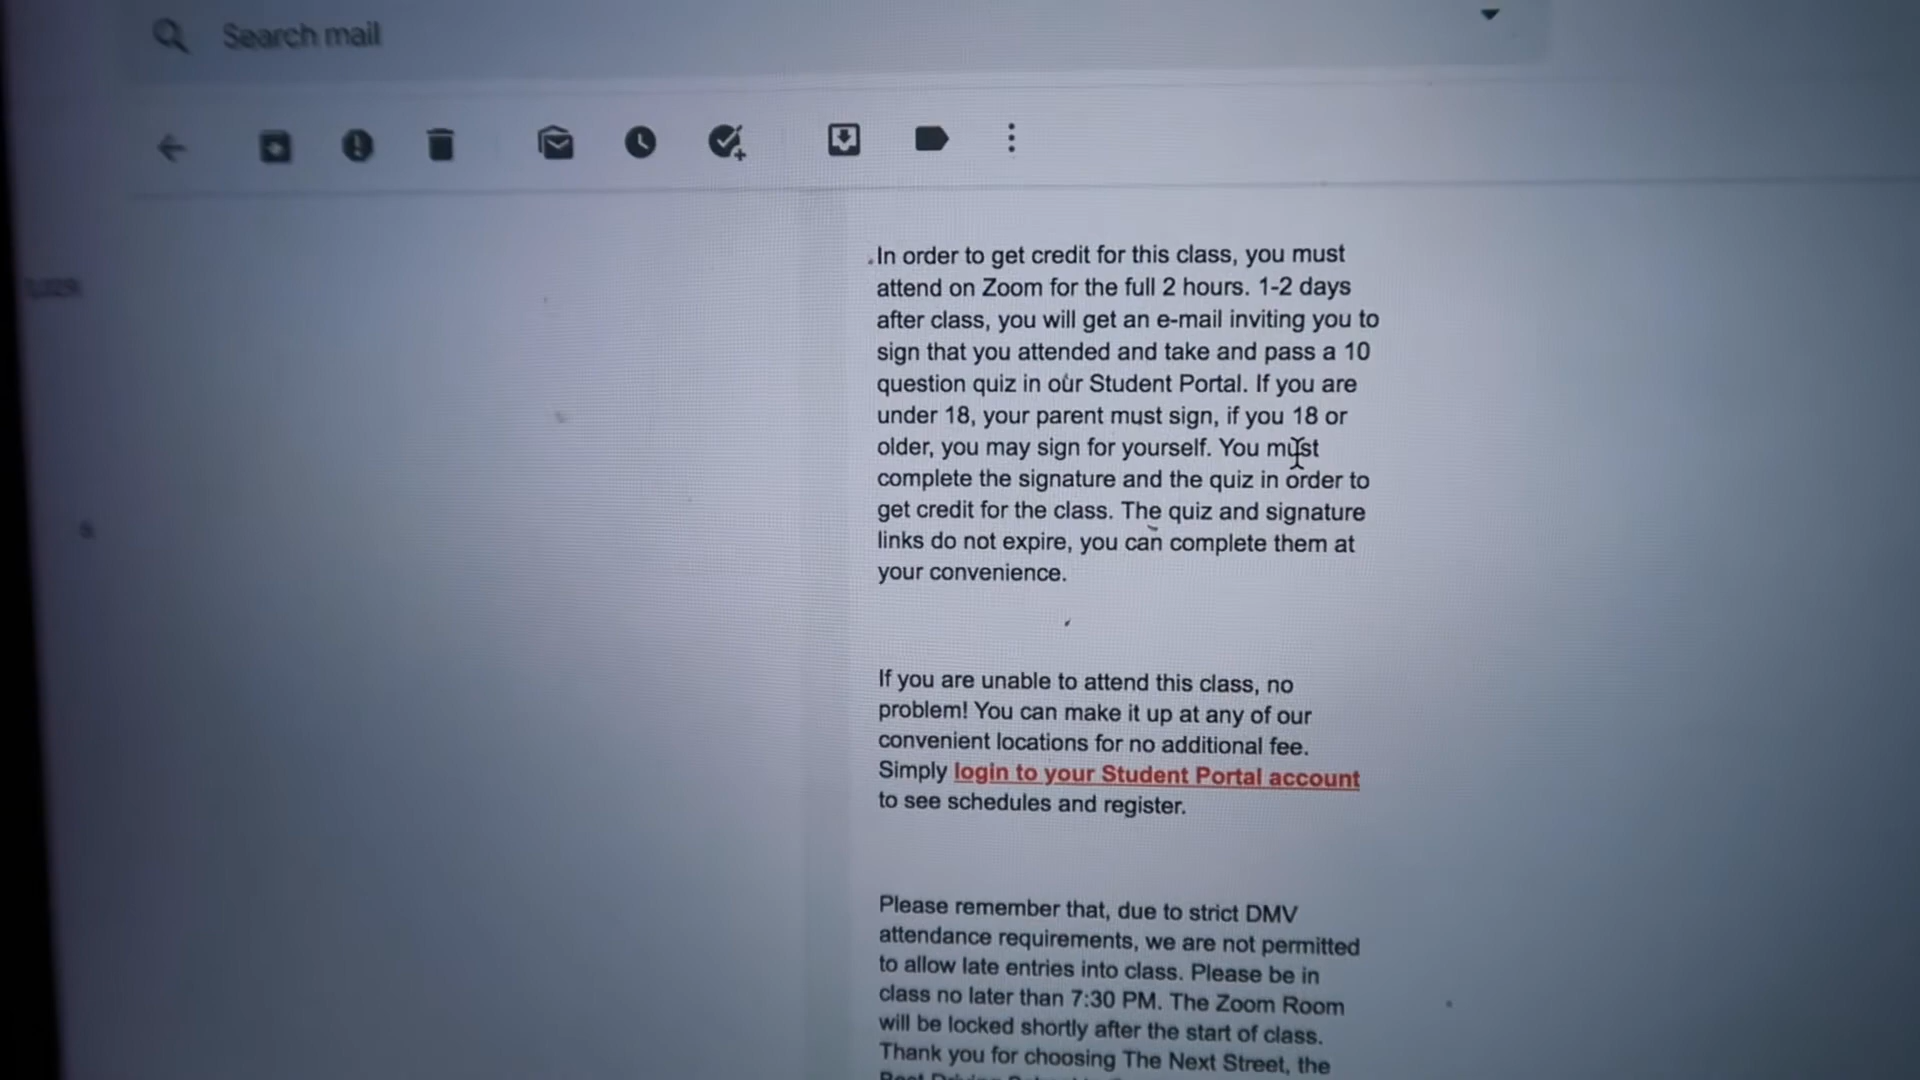 Search mail
In order to get credit for this class, you must
attend on Zoom for the full 2 hours. 1-2 days
after class, you will get an e-mail inviting you to
sign that you attended and take and pass a 10
question quiz in our Student Portal. If you are
under 18, your parent must sign, if you 18 or
older, you may sign for yourself. You must
complete the signature and the quiz in order to
get credit for the class. The quiz and signature
links do not expire, you can complete them at
your convenience.
If you are unable to attend this class, no
problem! You can make it up at any of our
convenient locations for no additional fee.
Simply login to your Student Portal account
to see schedules and register.
Please remember that, due to strict DMV
attendance requirements, we are not permitted
to allow late entries into class. Please be in
class no later than 7:30 PM. The Zoom Room
will be locked shortly after the start of class.
Thank you for choosing The Next Street, the